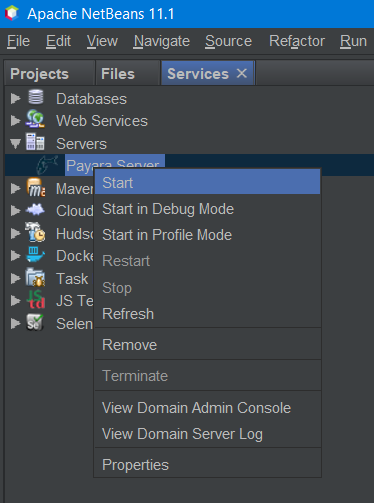 Apache NetBeans 11.1
File Edit View Navigate Source Refactor Run
Projects Files Services
Databases
Web Services
Servers
Payara Server
Start
Maven
Start in Debug Mode
Cloud
Start in Profile Mode
Hudso
Docke
Restart
Task
Stop
JS Te
Refresh
Selen
Remove
Terminate
View Domain Admin Console
View Domain Server Log
Properties